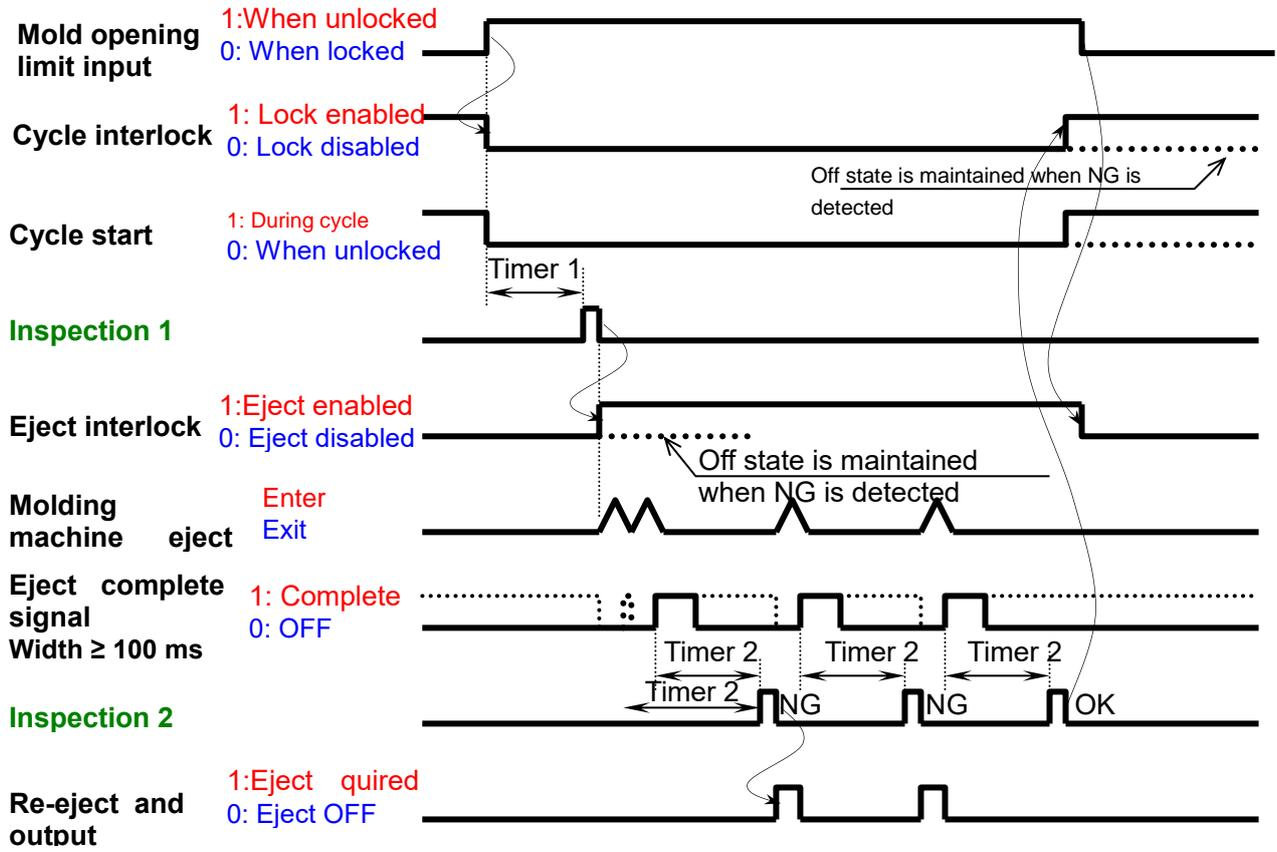 Mold opening
limit input
1:When unlocked
0: When locked
Cycle interlock
1: Lock enabled
0: Lock disabled
Off state is maintained when NG is
detected
Cycle start
1: During cycle
0: When unlocked
Timer 1
Inspection 1
Eject interlock
1:Eject enabled
0: Eject disabled
Off state is maintained
when NG is detected
Molding
machine eject
Enter
Exit
Eject complete
signal
Width ≥ 100 ms
1: Complete
0: OFF
Timer 2
Timer 2
Timer 2
Timer 2
Inspection 2
NG
NG
OK
Re-eject and
output
1:Eject quired
0: Eject OFF